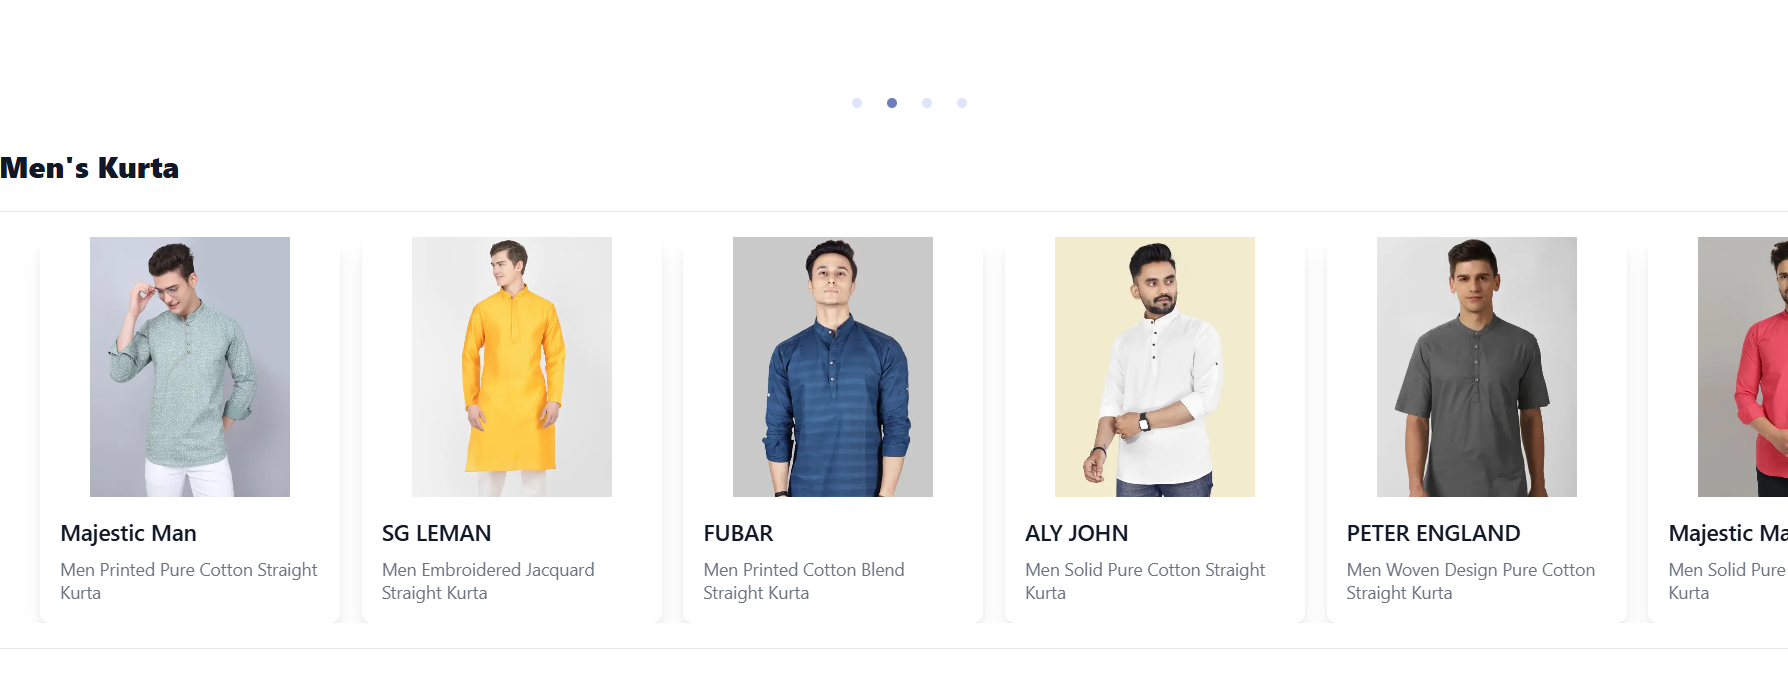 Men's Kurta
Majestic Man
Men Printed Pure Cotton Straight
Kurta
SG LEMAN
Men Embroidered Jacquard
Straight Kurta
FUBAR
Men Printed Cotton Blend
Straight Kurta
ALY JOHN
Men Solid Pure Cotton Straight
Kurta
PETER ENGLAND
Men Woven Design Pure Cotton
Straight Kurta
Majestic Ma
Men Solid Pure
Kurta